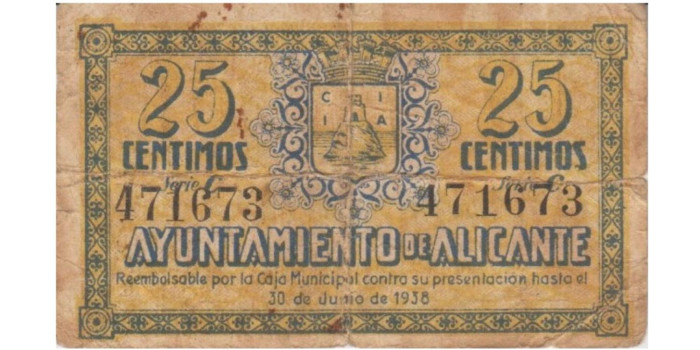 25 25
CENTIMOS CENTIMOS
C I
I A
Serie C Serie C
471673 471673
AYUNTAMIENTO DE ALICANTE
Reembolsable por la Caja Municipal contra su presentación hasta el
30 de Junio de 1938